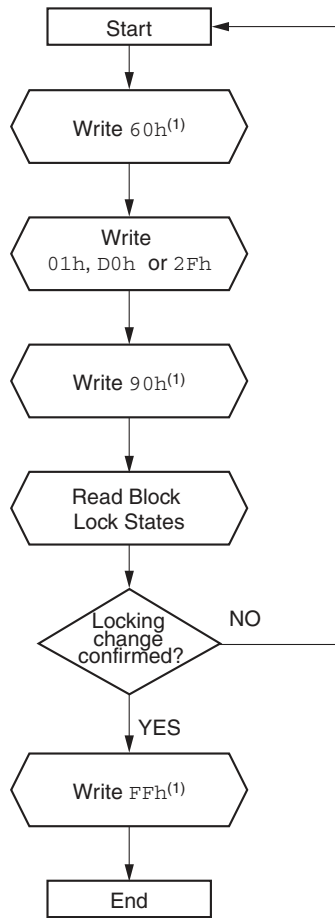 Start
Write 60h(1)
Write
01h, D0h or 2Fh
Write 90h(1)
Read Block
Lock States
Locking
change
confirmed?
NO
YES
Write FFh(1)
End